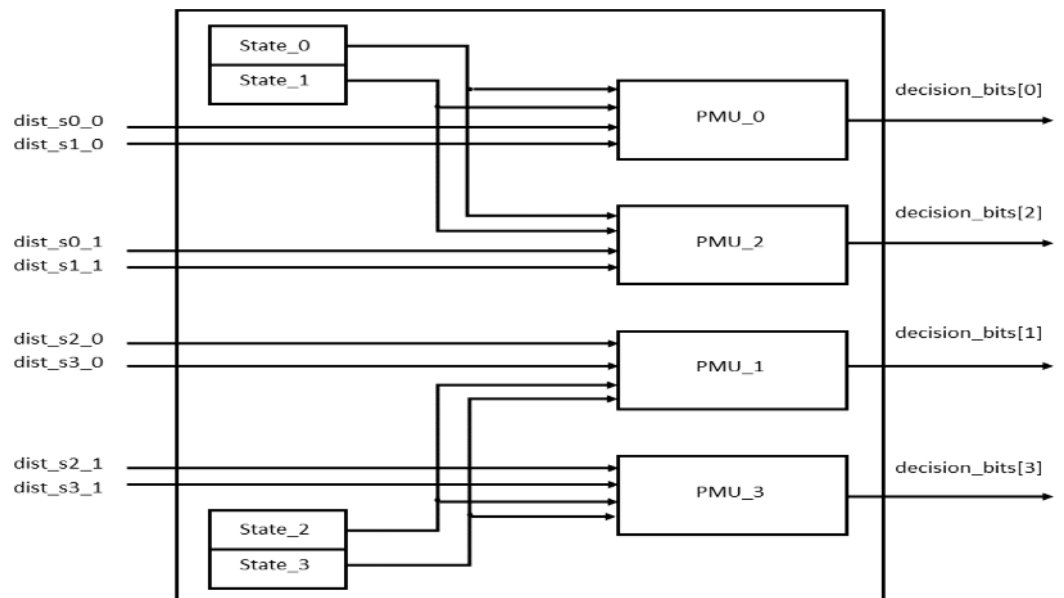 State_0
State_1
dist_s0_0
dist_s1_0
PMU_0
decision_bits[0]
dist_s0_1
dist_s1_1
PMU_2
decision_bits[2]
dist_s2_0
dist_s3_0
PMU_1
decision_bits[1]
dist_s2_1
dist_s3_1
PMU_3
decision_bits[3]
State_2
State_3